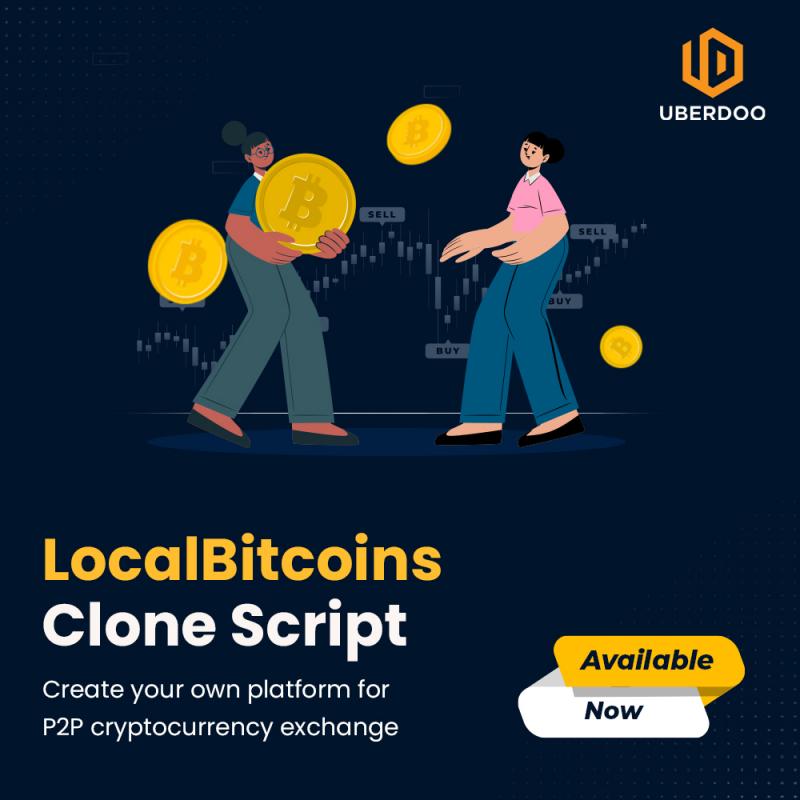 UBERDOO
SELL
SELL
BUY
BUY
LocalBitcoins
Clone Script
Create your own platform for
P2P cryptocurrency exchange
Available
Now